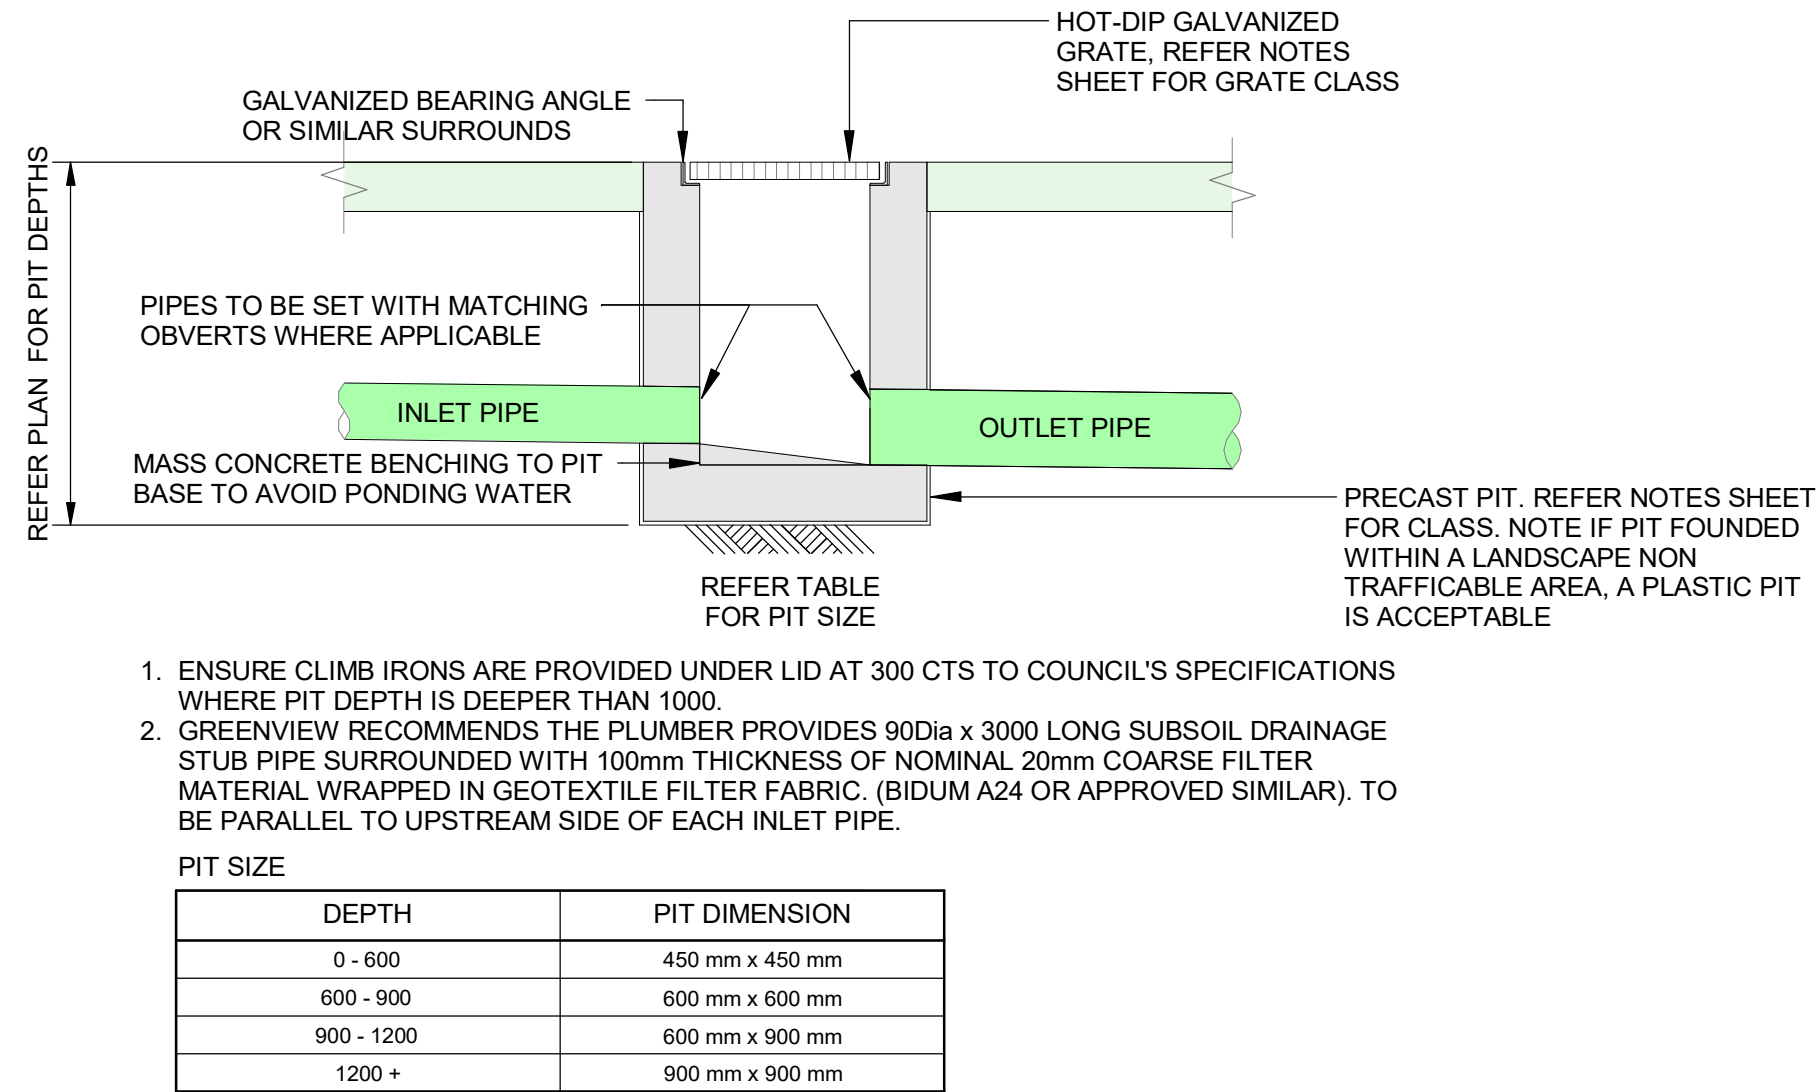 HOT-DIP GALVANIZED
GRATE, REFER NOTES
SHEET FOR GRATE CLASS
GALVANIZED BEARING ANGLE
OR SIMILAR SURROUNDS
REFER PLAN FOR PIT DEPTHS
PIPES TO BE SET WITH MATCHING
OBVERTS WHERE APPLICABLE
INLET PIPE
OUTLET PIPE
MASS CONCRETE BENCHING TO PIT
BASE TO AVOID PONDING WATER
PRECAST PIT. REFER NOTES SHEET
FOR CLASS. NOTE IF PIT FOUNDED
WITHIN A LANDSCAPE NON
TRAFFICABLE AREA, A PLASTIC PIT
IS ACCEPTABLE
REFER TABLE
FOR PIT SIZE
1. ENSURE CLIMB IRONS ARE PROVIDED UNDER LID AT 300 CTS TO COUNCIL'S SPECIFICATIONS
WHERE PIT DEPTH IS DEEPER THAN 1000.
2. GREENVIEW RECOMMENDS THE PLUMBER PROVIDES 90Dia x 3000 LONG SUBSOIL DRAINAGE
STUB PIPE SURROUNDED WITH 100mm THICKNESS OF NOMINAL 20mm COARSE FILTER
MATERIAL WRAPPED IN GEOTEXTILE FILTER FABRIC. (BIDUM A24 OR APPROVED SIMILAR). TO
BE PARALLEL TO UPSTREAM SIDE OF EACH INLET PIPE.
PIT SIZE
DEPTH PIT DIMENSION
0 - 600 450 mm x 450 mm
600 - 900 600 mm x 600 mm
900 - 1200 600 mm x 900 mm
1200 + 900 mm x 900 mm